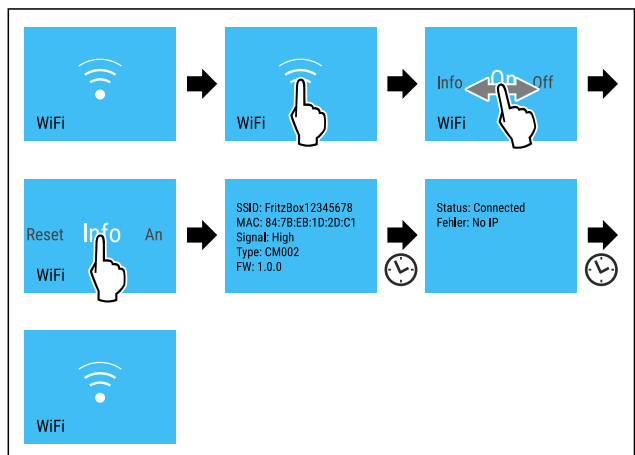 WiFi
WiFi
Info On Off
WiFi
Reset Info An
WiFi
SSID: FritzBox12345678
MAC: 84:7B:EB:1D:2D:C1
Signal: High
Type: CM002
FW: 1.0.0
Status: Connected
Fehler: No IP
WiFi